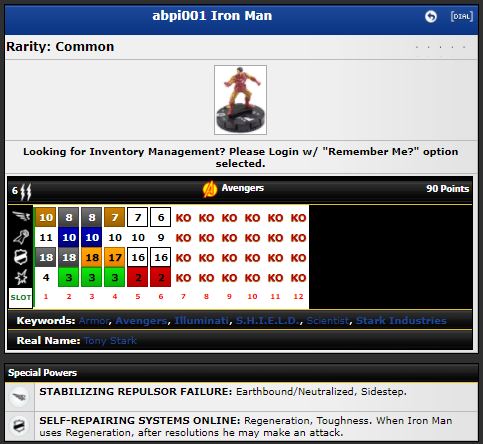 abpi001 Iron Man
[DIAL]
Rarity: Common
Looking for Inventory Management? Please Login w/ "Remember Me?" option
selected.
6
Avengers
90 Points
10 8 8 7 7 6 KO KO KO KO KO KO
11 10 10 10 10 9 KO KO KO KO KO KO
18 18 18 17 16 16 KO KO KO KO KO KO
4 3 3 3 2 2 KO KO KO KO KO KO
SLOT 1 2 3 4 5 6 7 8 9 10 11 12
Keywords: Armor, Avengers, Illuminati, S.H.I.E.L.D., Scientist, Stark Industries
Real Name: Tony Stark
Special Powers
STABILIZING REPULSOR FAILURE: Earthbound/Neutralized, Sidestep.
SELF-REPAIRING SYSTEMS ONLINE: Regeneration, Toughness. When Iron Man
uses Regeneration, after resolutions he may make an attack.